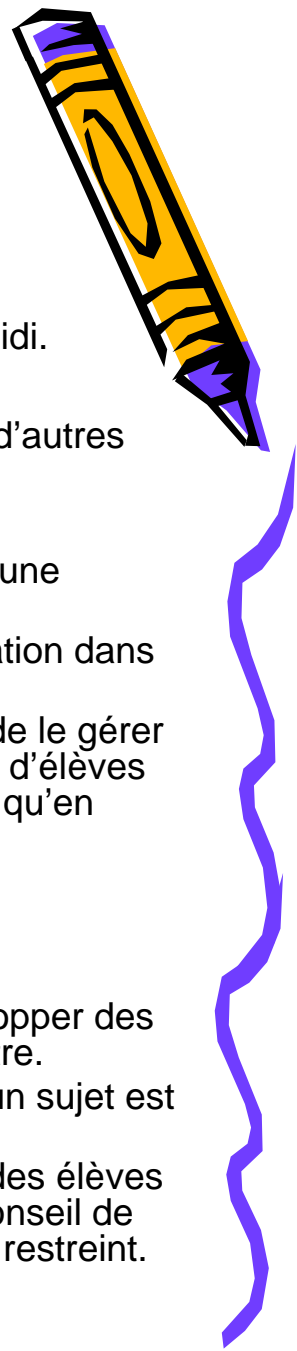 idi.
d'autres
une
ation dans
de le gérer
d'élèves
qu'en
opper des
re.
un sujet est
des élèves
onseil de
restreint.